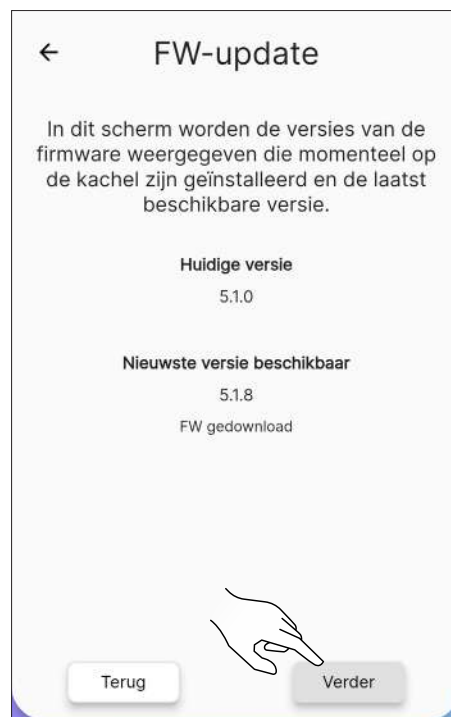 FW-update
In dit scherm worden de versies van de
firmware weergegeven die momenteel op
de kachel zijn geïnstalleerd en de laatst
beschikbare versie.
Huidige versie
5.1.0
Nieuwste versie beschikbaar
5.1.8
FW gedownload
Terug
Verder